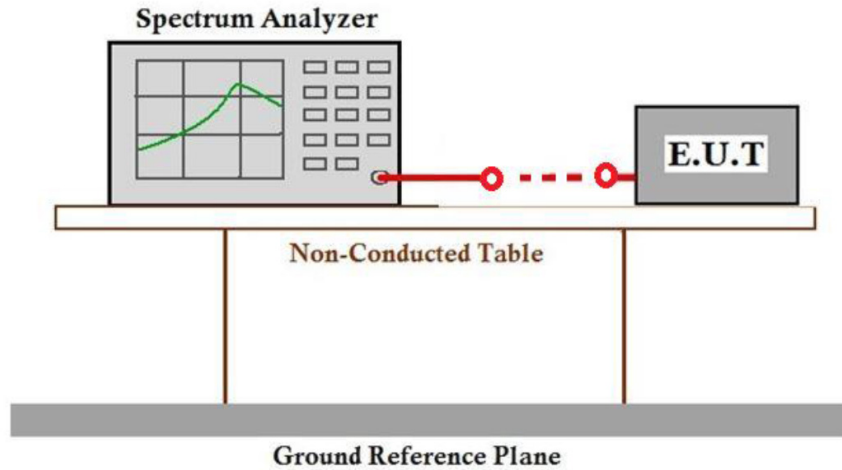 Spectrum Analyzer
E.U.T
Non-Conducted Table
Ground Reference Plane